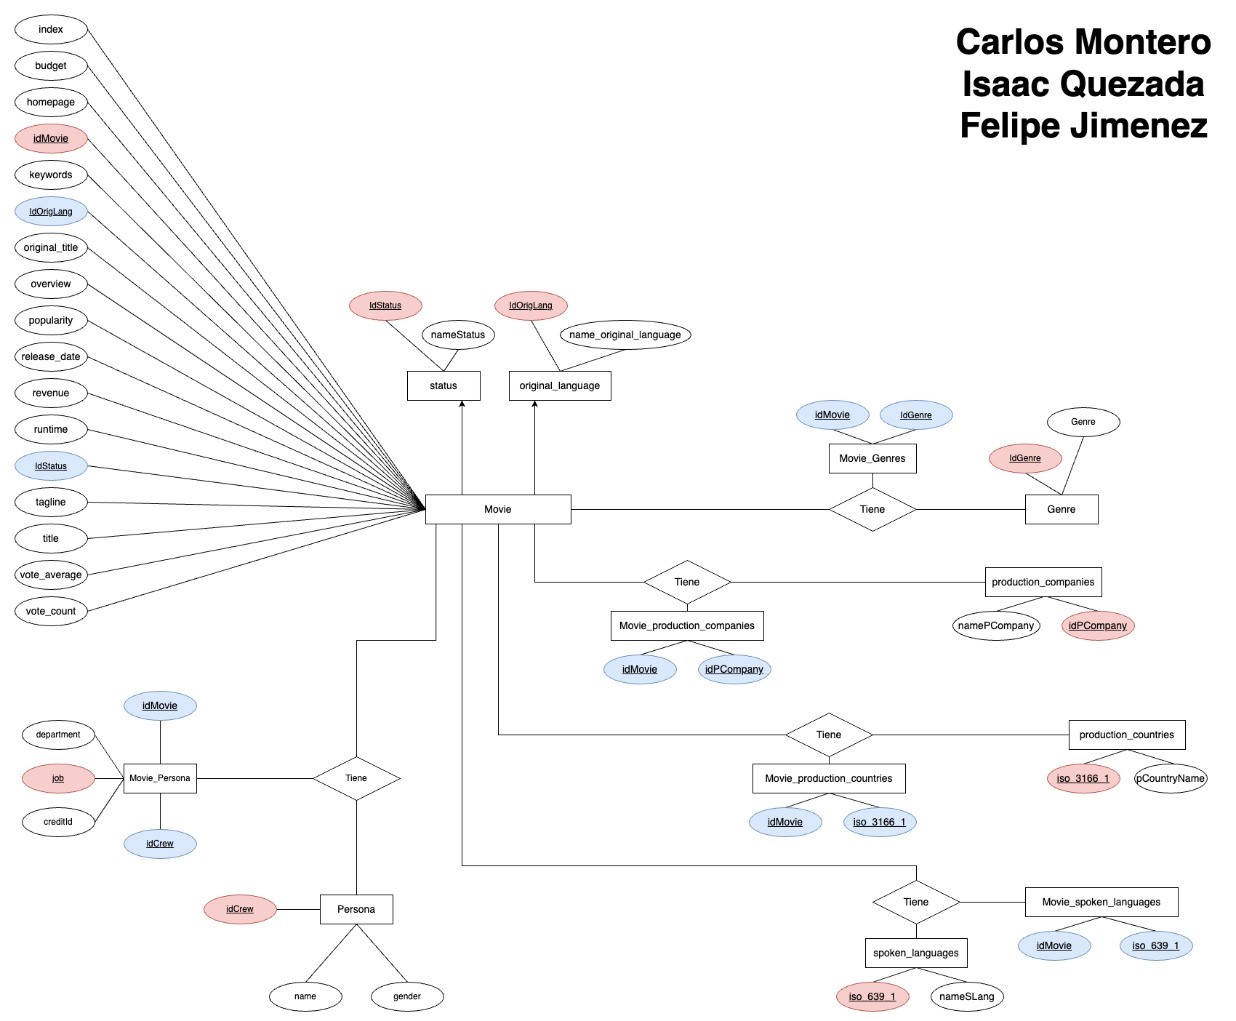 Carlos Montero
Isaac Quezada
Felipe Jimenez
index
budget
homepage
idMovie
keywords
IdOrigLang
original_title
overview
popularity
release_date
revenue
runtime
IdStatus
tagline
title
vote_average
vote_count
IdStatus
nameStatus
status
IdOrigLang
name_original_language
original_language
Movie
idMovie
IdGenre
Movie_Genres
Tiene
IdGenre
Genre
Genre
Tiene
Movie_production_companies
idMovie
idPCompany
production_companies
namePCompany
idPCompany
Tiene
Movie_production_countries
idMovie
iso_3166_1
production_countries
iso_3166_1
pCountryName
idMovie
department
job
creditId
Movie_Persona
idCrew
Tiene
idCrew
Persona
name
gender
Tiene
Movie_spoken_languages
idMovie
iso_639_1
spoken_languages
iso_639_1
nameSLang